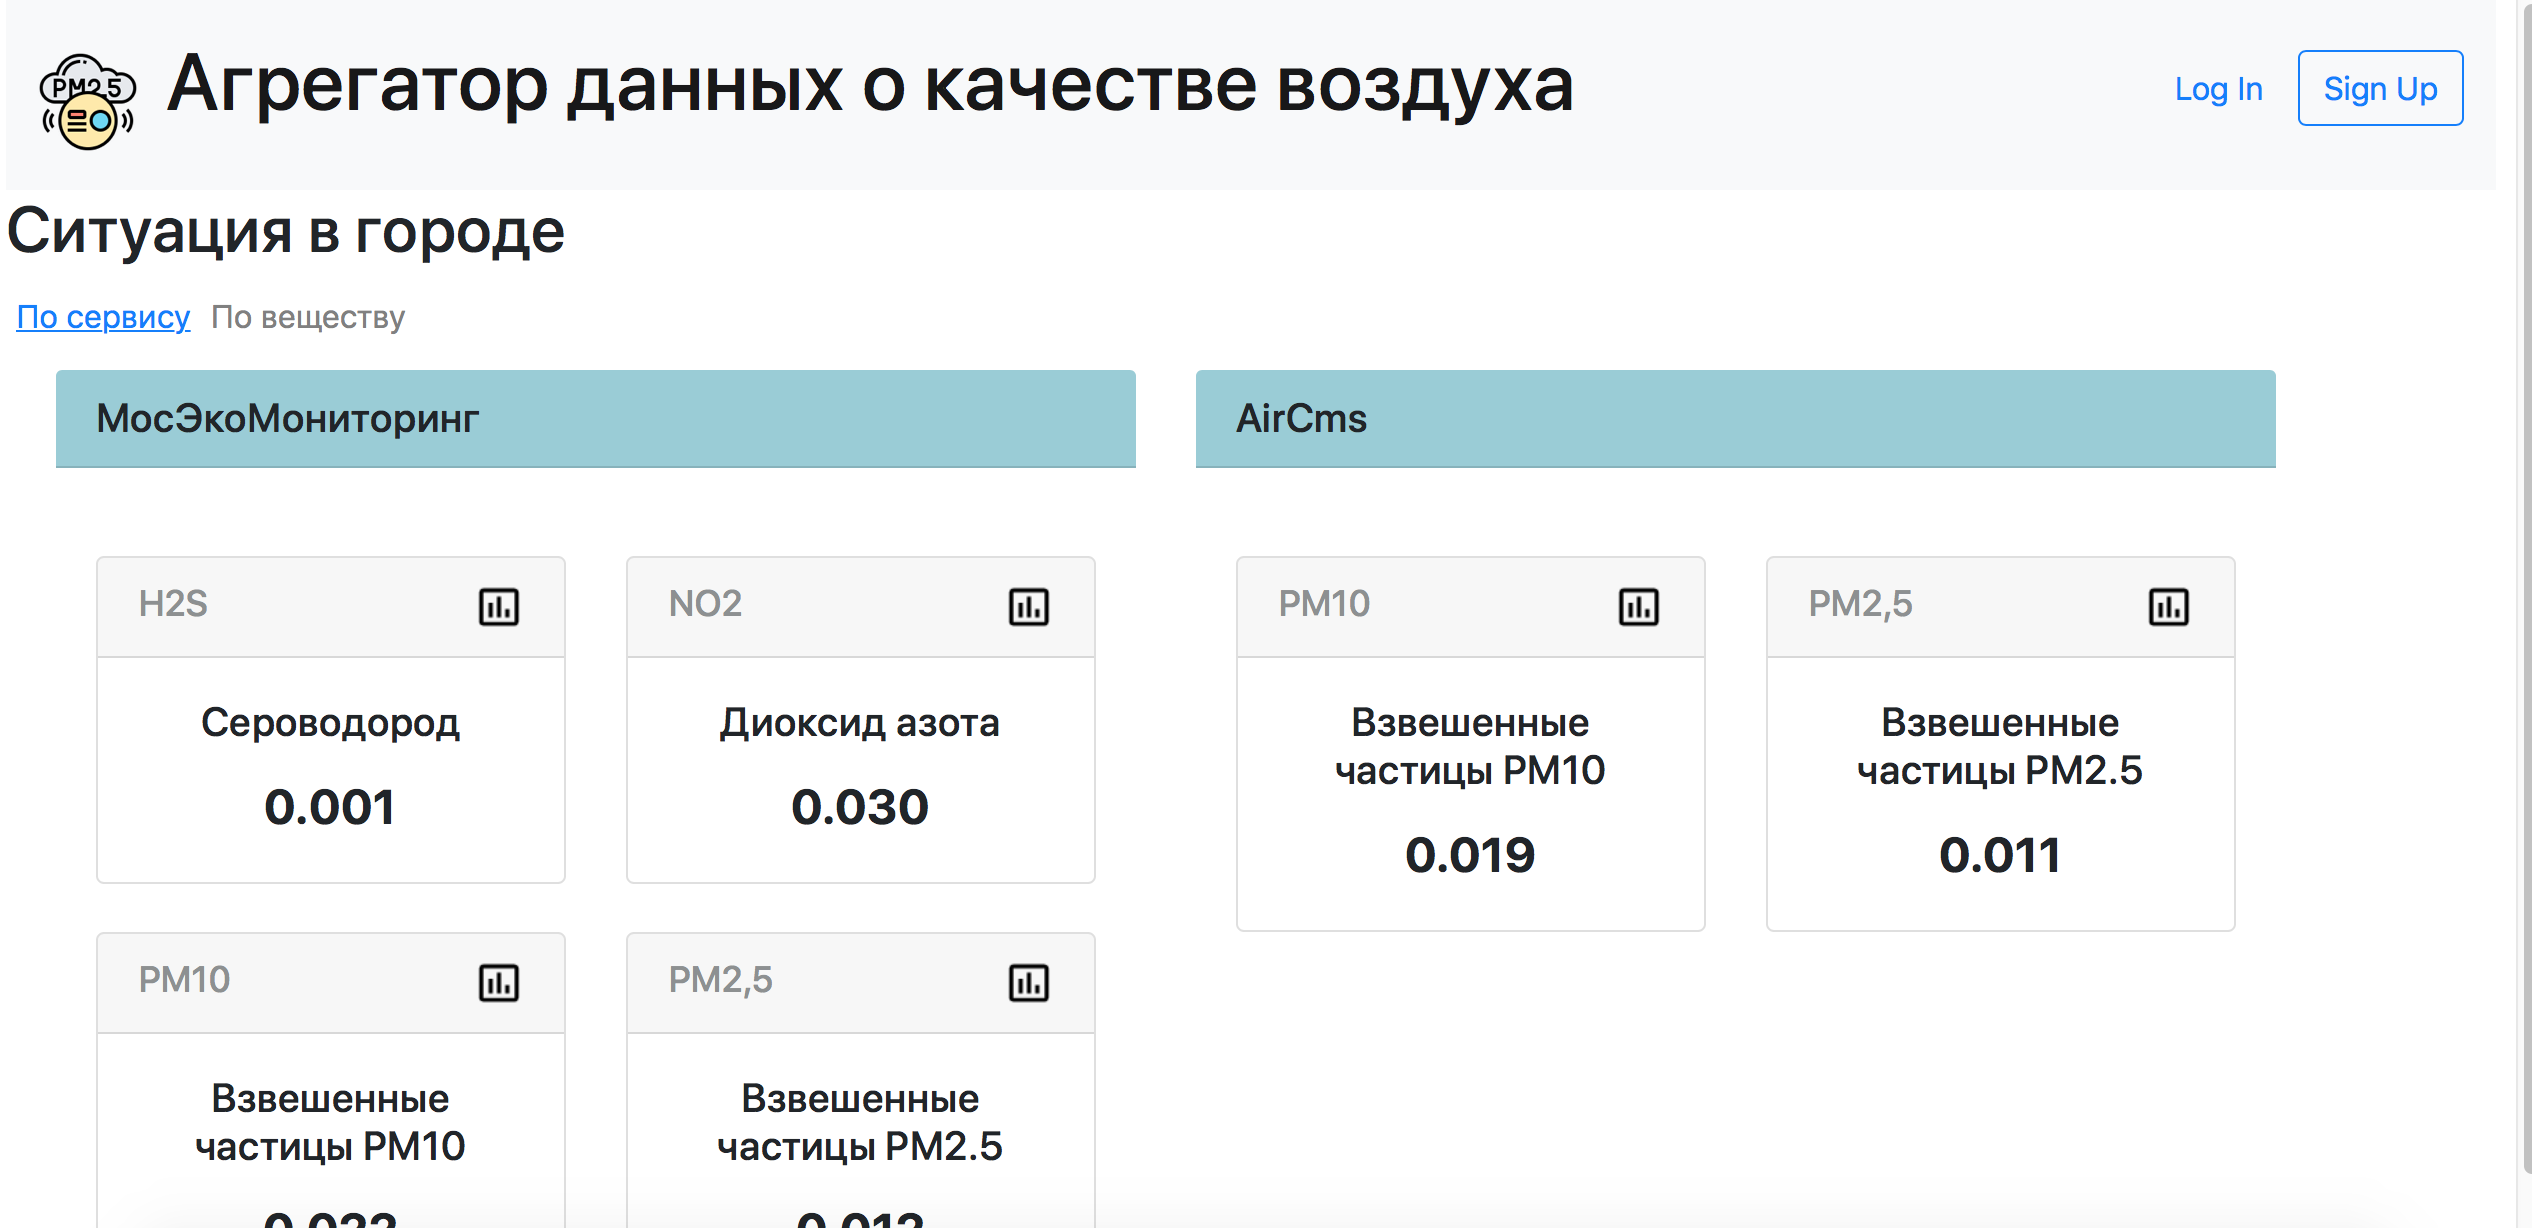 PM2.5
Агрегатор данных о качестве воздуха
Log In
Sign Up
Ситуация в городе
По сервису По веществу
МосЭкоМониторинг
H2S
Сероводород
0.001
NO2
Диоксид азота
0.030
PM10
Взвешенные
частицы PM10
PM2,5
Взвешенные
частицы PM2.5
AirCms
PM10
Взвешенные
частицы PM10
0.019
PM2,5
Взвешенные
частицы PM2.5
0.011